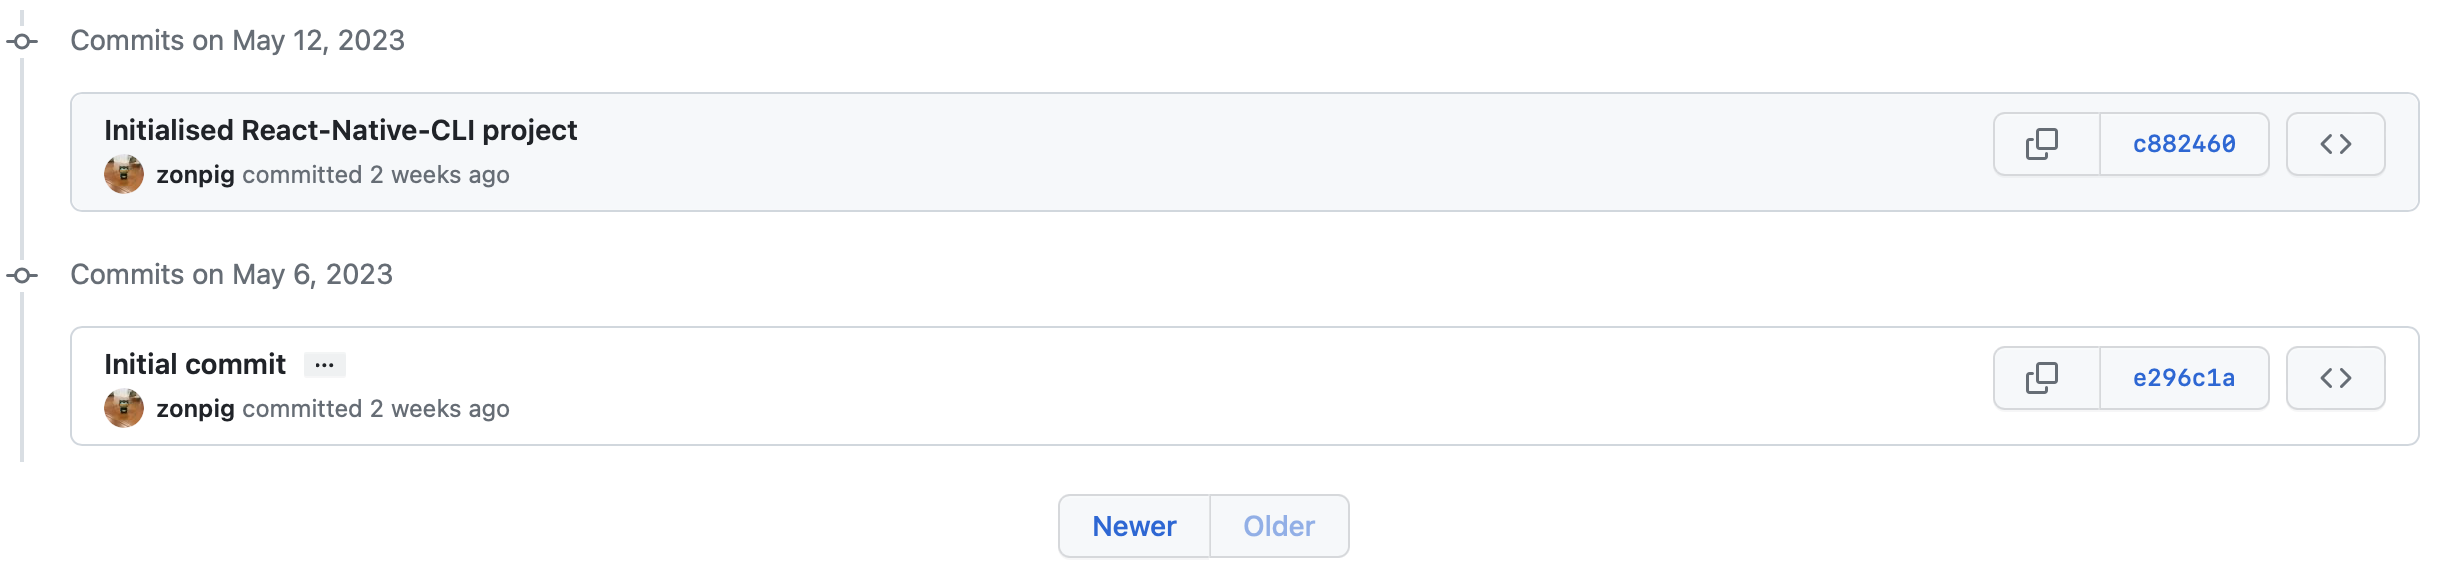 Commits on May 12, 2023
Initialised React-Native-CLI project
zonpig committed 2 weeks ago
c882460
Commits on May 6, 2023
Initial commit ...
zonpig committed 2 weeks ago
e296c1a
Newer
Older